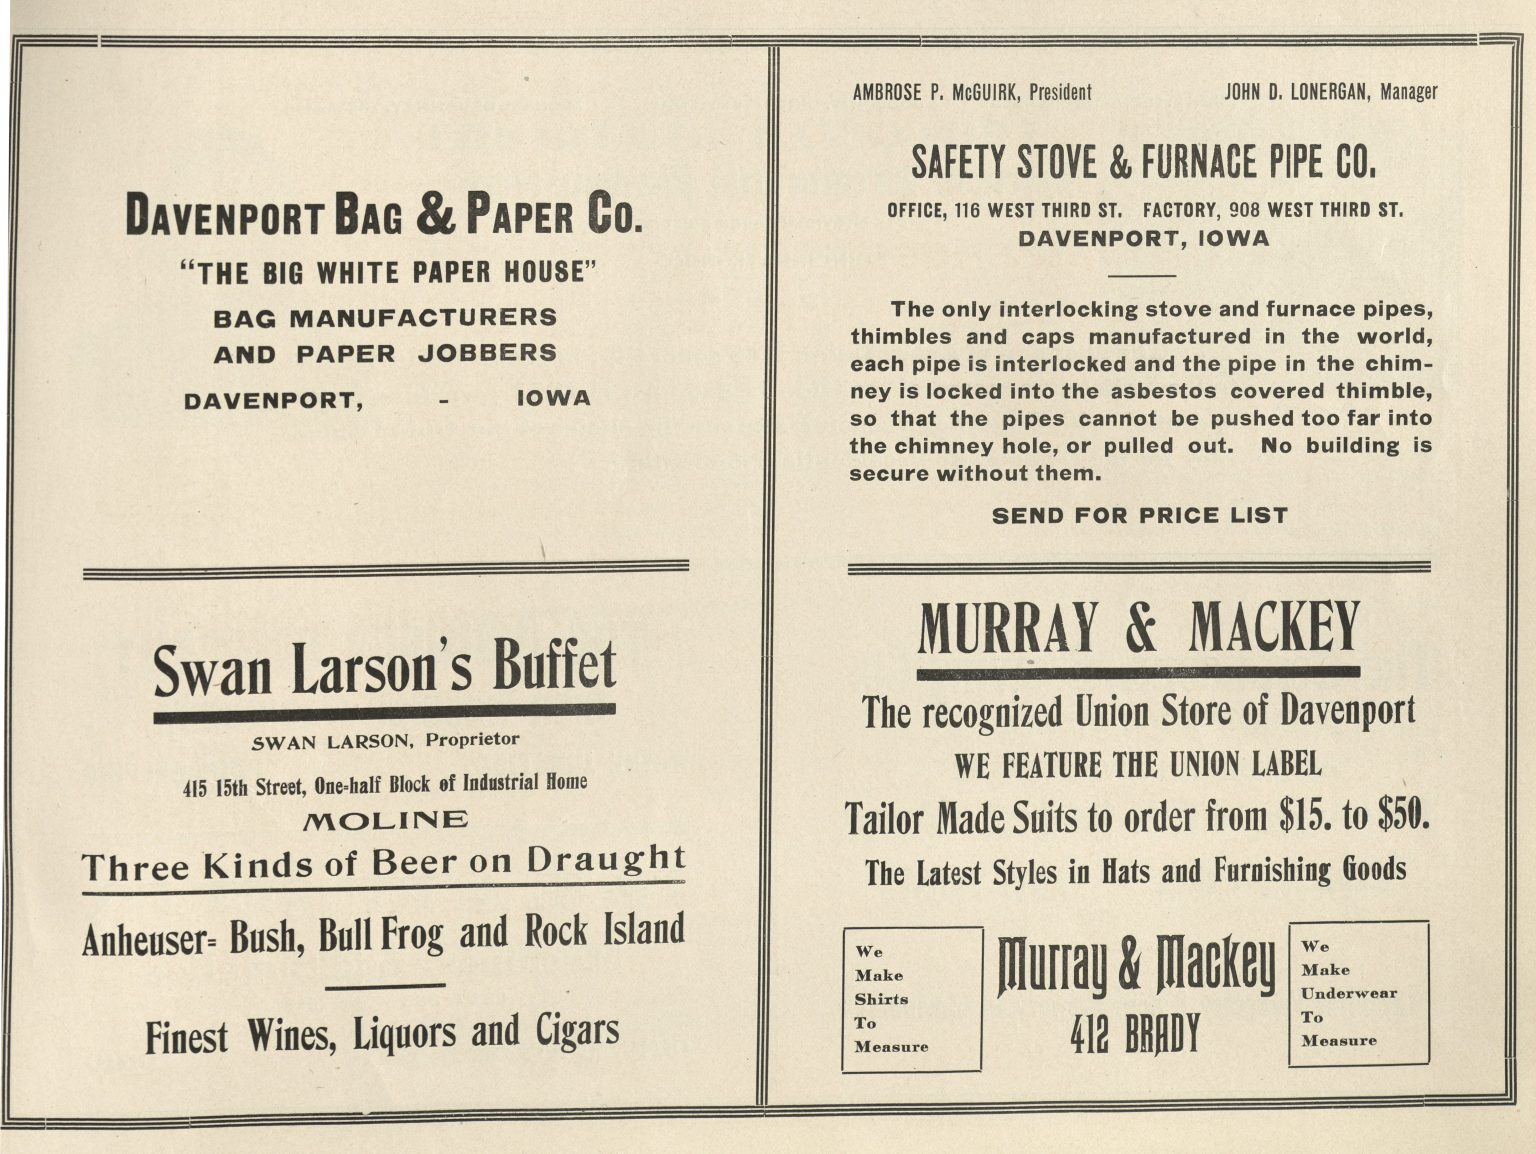 DAVENPORT BAG & PAPER CO.
"THE BIG WHITE PAPER HOUSE"
BAG MANUFACTURERS
AND PAPER JOBBERS
DAVENPORT, - IOWA
Swan Larson's Buffet
SWAN LARSON, Proprietor
415 15th Street, One-half Block of Industrial Home
MOLINE
Three Kinds of Beer on Draught
Anheuser-Bush, Bull Frog and Rock Island
Finest Wines, Liquors and Cigars
AMBROSE P. McGUIRK, President JOHN D. LONERGAN, Manager
SAFETY STOVE & FURNACE PIPE CO.
OFFICE, 116 WEST THIRD ST. FACTORY, 908 WEST THIRD ST.
DAVENPORT, IOWA
The only interlocking stove and furnace pipes,
thimbles and caps manufactured in the world,
each pipe is interlocked and the pipe in the chim-
ney is locked into the asbestos covered thimble,
so that the pipes cannot be pushed too far into
the chimney hole, or pulled out. No building is
secure without them.
SEND FOR PRICE LIST
MURRAY & MACKEY
The recognized Union Store of Davenport
WE FEATURE THE UNION LABEL
Tailor Made Suits to order from $15. to $50.
The Latest Styles in Hats and Furnishing Goods
We
Make
Shirts
To
Measure
Murray & Mackey
412 BRADY
We
Make
Underwear
To
Measure